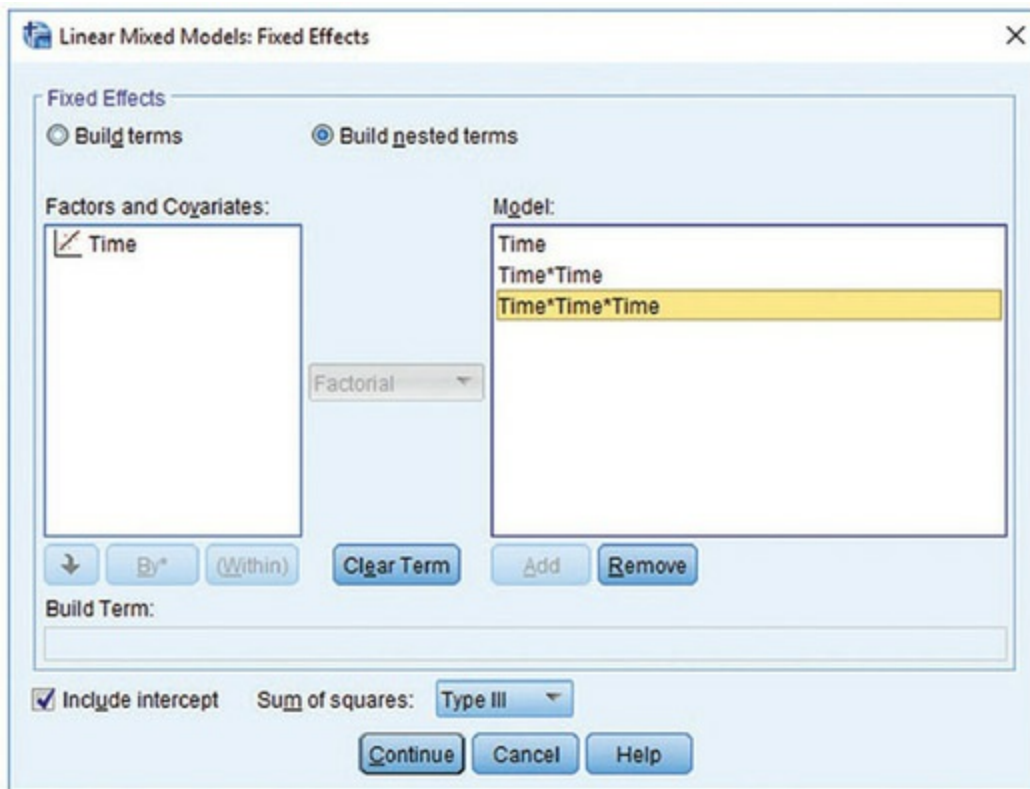 Linear Mixed Models: Fixed Effects
Fixed Effects
Build terms
Build nested terms
Factors and Covariates:
Model:
Time
Time
Time*Time
Time*Time*Time
Factorial
By*
(Within)
Clear Term
Add
Remove
Build Term:
Include intercept
Sum of squares:
Type III
Continue
Cancel
Help